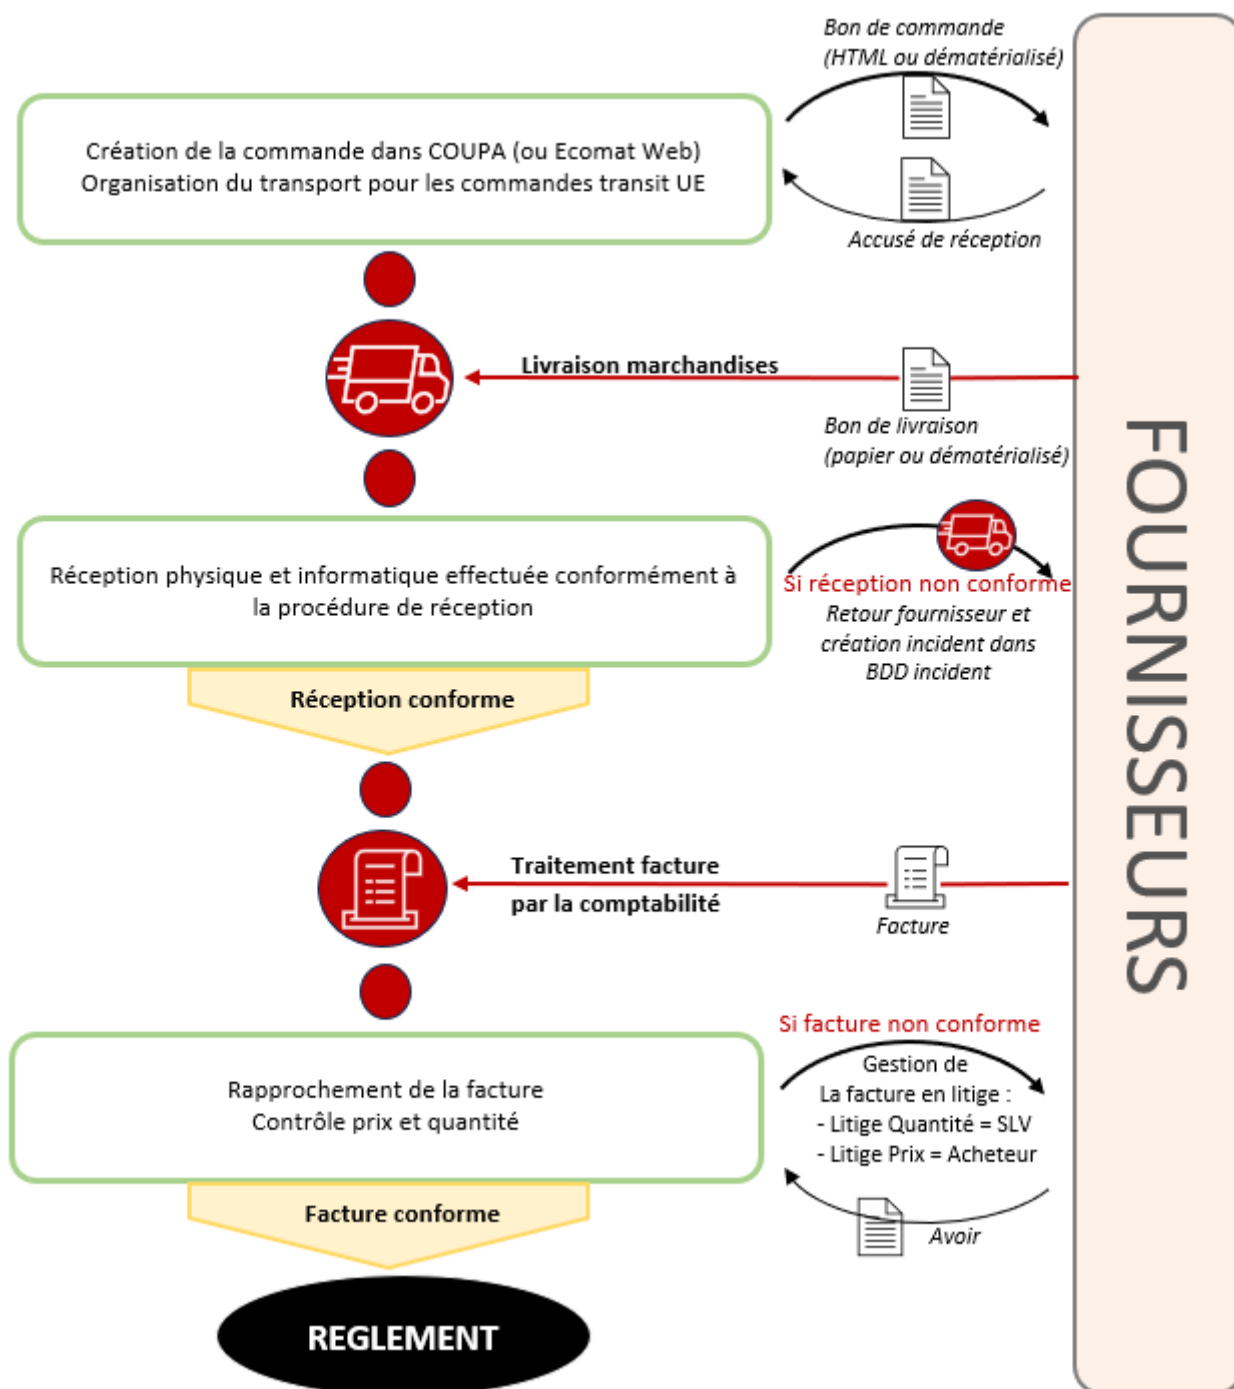 Bon de commande
(HTML ou dématérialisé)
Création de la commande dans COUPA (ou Ecomat Web)
Organisation du transport pour les commandes transit UE
Accusé de réception
Livraison marchandises
Bon de livraison
(papier ou dématérialisé)
Réception physique et informatique effectuée conformément à
la procédure de réception
Si réception non conforme
Retour fournisseur et
création incident dans
BDD incident
Réception conforme
Traitement facture
par la comptabilité
Facture
Si facture non conforme
Rapprochement de la facture
Contrôle prix et quantité
Gestion de
La facture en litige :
- Litige Quantité = SLV
- Litige Prix = Acheteur
Avoir
Facture conforme
REGLEMENT
FOURNISSEURS